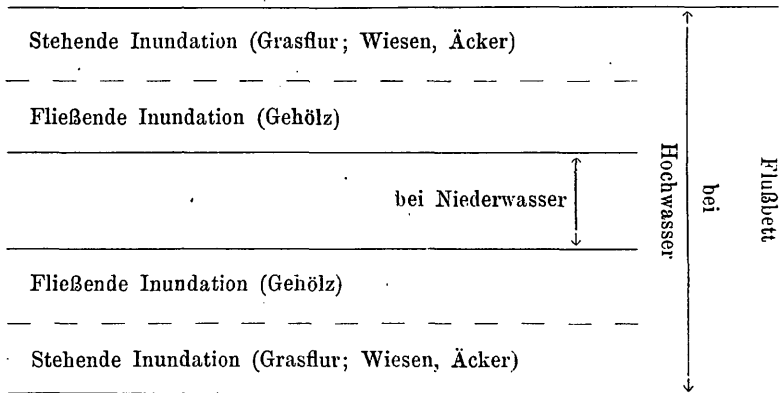 Stehende Inundation (Grasflur; Wiesen, Äcker)
Fließende Inundation (Gehölz)
bei Niederwasser
Fließende Inundation (Gehölz)
Stehende Inundation (Grasflur; Wiesen, Äcker)
Flußbett
bei
Hochwasser